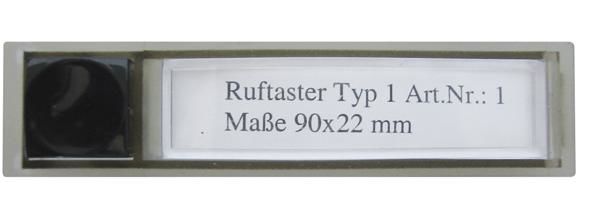 Ruftaster Typ 1 Art.Nr.: 1
Maße 90x22 mm